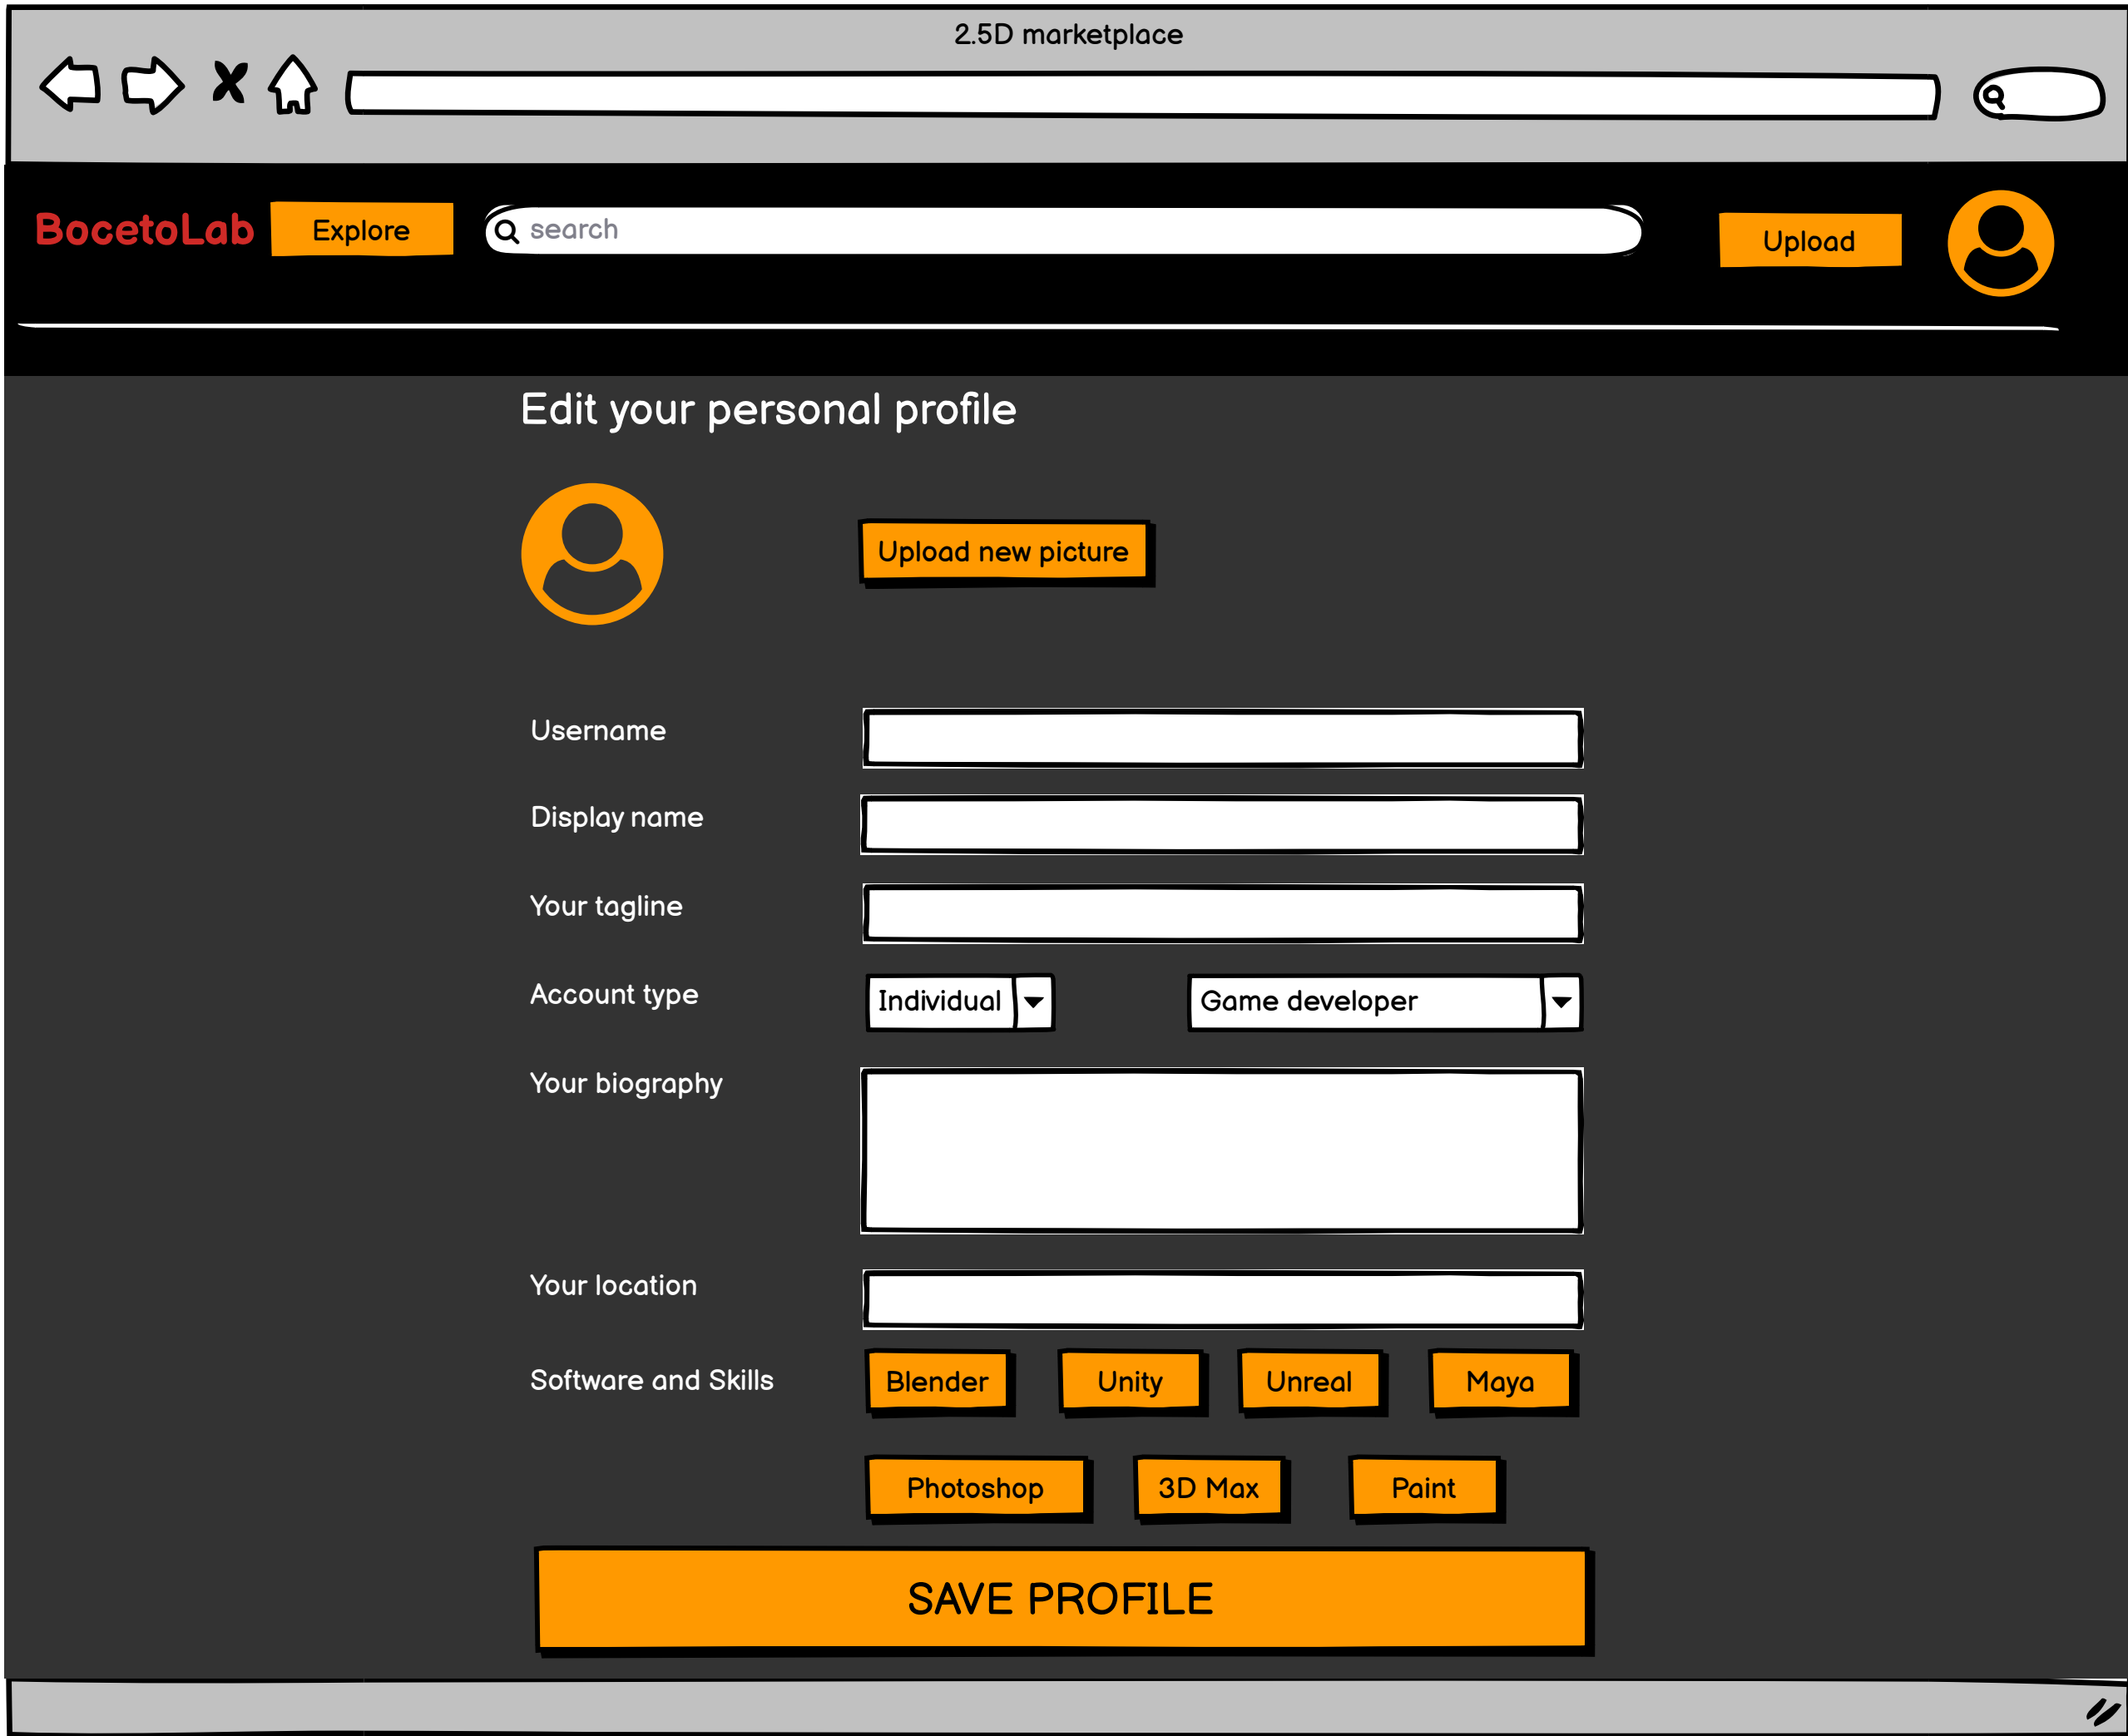 2.5D marketplace
BocetoLab
Explore
search
Upload
Edit your personal profile
Upload new picture
Username
Display name
Your tagline
Account type
Individual
Game developer
Your biography
Your location
Software and Skills
Blender
Unity
Unreal
Maya
Photoshop
3D Max
Paint
SAVE PROFILE